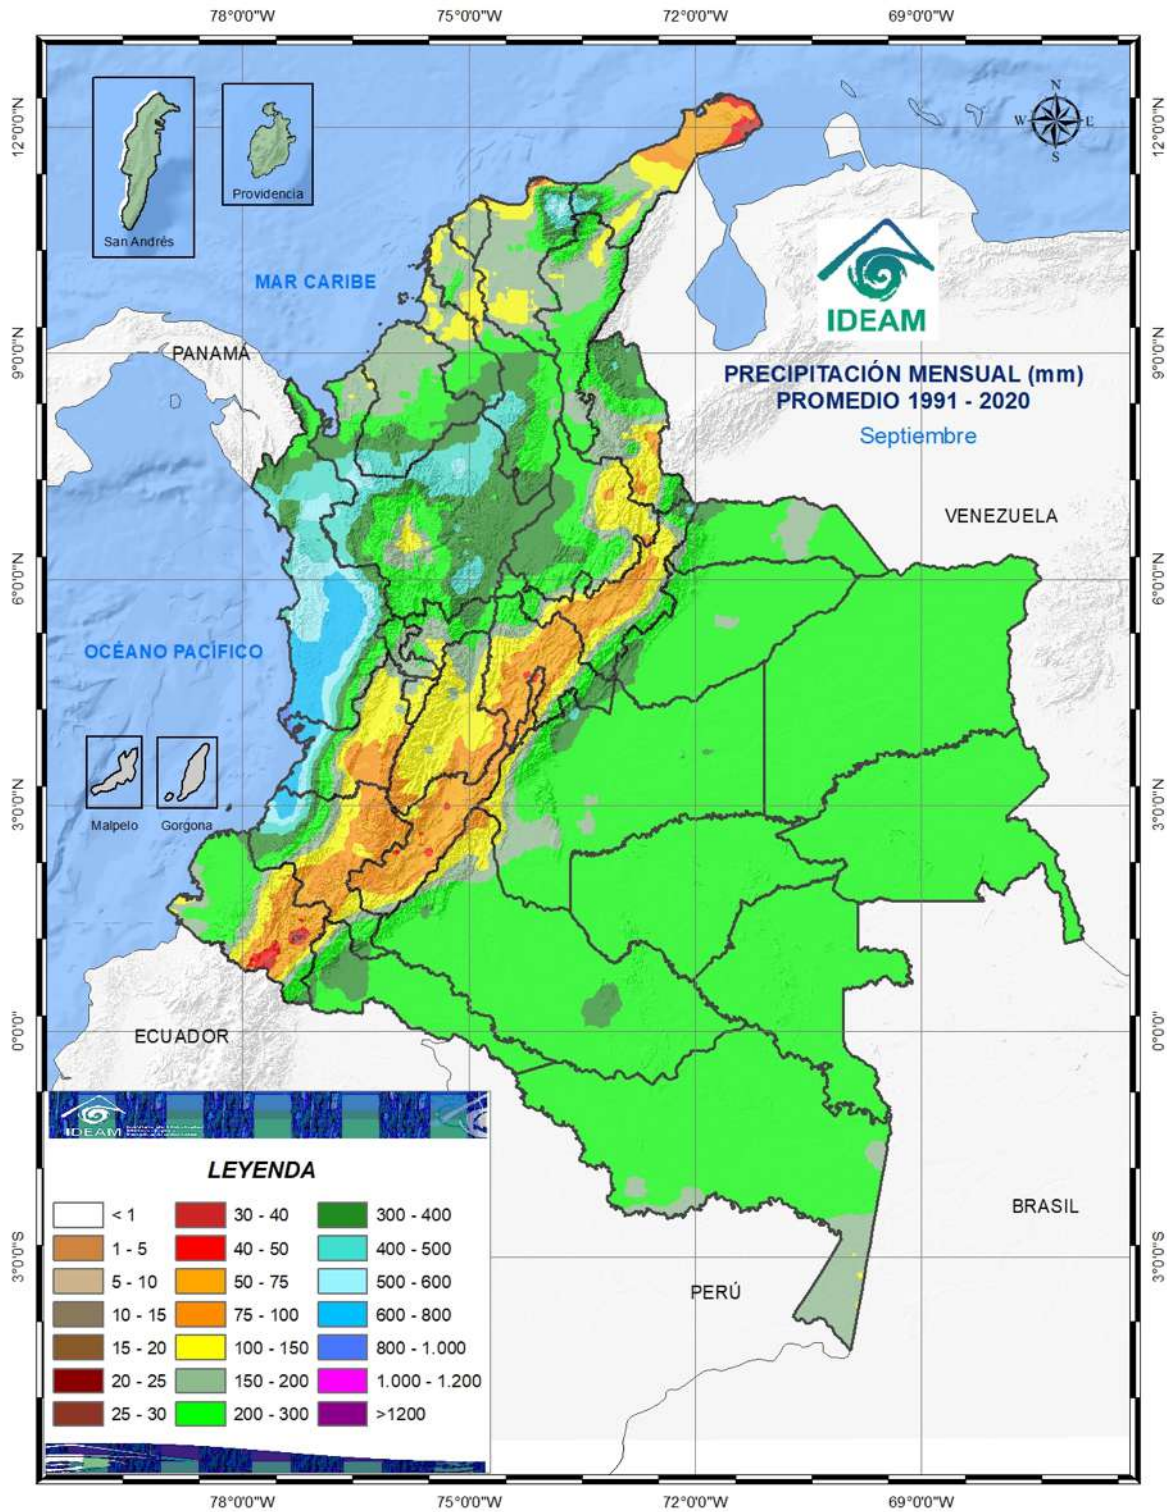 78°0'0"W 75°0'0"W 72°0'0"W 69°0'0"W
12°0'0"N
12°0'0"N
San Andrés
Providencia
N
W E
S
MAR CARIBE
IDEAM
PANAMÁ
9°0'0"N
9°0'0"N
PRECIPITACIÓN MENSUAL (mm)
PROMEDIO 1991 - 2020
Septiembre
VENEZUELA
6°0'0"N
6°0'0"N
OCÉANO PACÍFICO
3°0'0"N
3°0'0"N
Malpelo
Gorgona
ECUADOR
0°0'0"
0°0'0"
IDEAM
LEYENDA
< 1 30 - 40 300 - 400
1 - 5 40 - 50 400 - 500
5 - 10 50 - 75 500 - 600
10 - 15 75 - 100 600 - 800
15 - 20 100 - 150 800 - 1.000
20 - 25 150 - 200 1.000 - 1.200
25 - 30 200 - 300 >1200
BRASIL
PERÚ
3°0'0"S
3°0'0"S
78°0'0"W 75°0'0"W 72°0'0"W 69°0'0"W